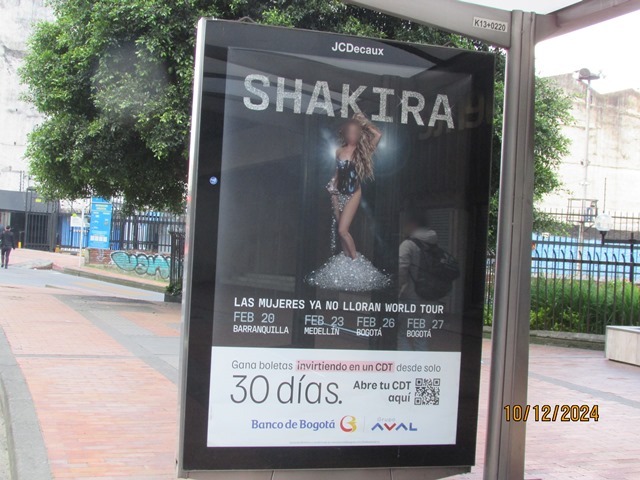 K13+0220
JCDecaux
SHAKIRA
LAS MUJERES YA NO LLORAN WORLD TOUR
FEB 20 FEB 23 FEB 26 FEB 27
BARRANQUILLA MEDELLÍN BOGOTÁ BOGOTÁ
Gana boletas invirtiendo en un CDT desde solo
30 días.
Abre tu CDT
aquí
Banco de Bogotá
Grupo
AVAL
10/12/2024